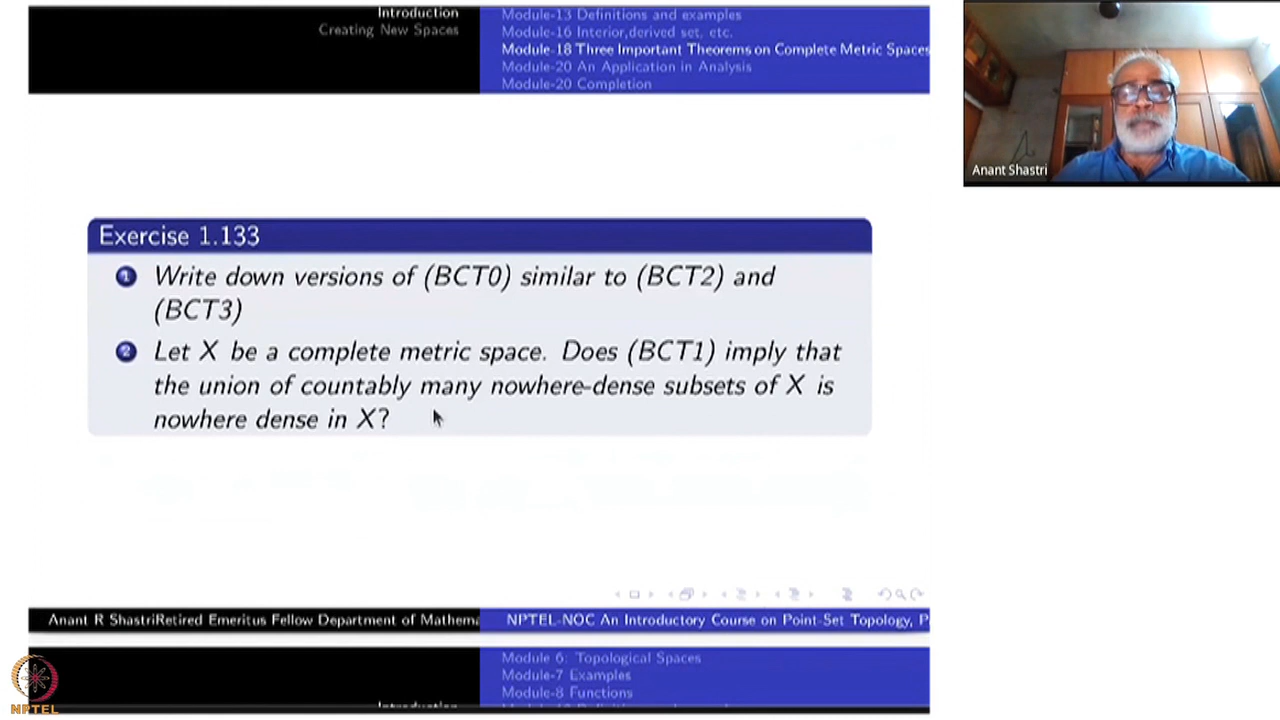 Introduction
Creating New Spaces
Module-13 Definitions and examples
Module-16 Interior,derived set, etc.
Module-18 Three Important Theorems on Complete Metric Spaces
Module-20 An Application in Analysis
Module-20 Completion
Anant Shastri
Exercise 1.133
1 Write down versions of (BCT0) similar to (BCT2) and
(BCT3)
2 Let X be a complete metric space. Does (BCT1) imply that
the union of countably many nowhere-dense subsets of X is
nowhere dense in X?
Anant R ShastriRetired Emeritus Fellow Department of Mathema
NPTEL-NOC An Introductory Course on Point-Set Topology, P
Module 6: Topological Spaces
Module-7 Examples
Module-8 Functions
NPTEL